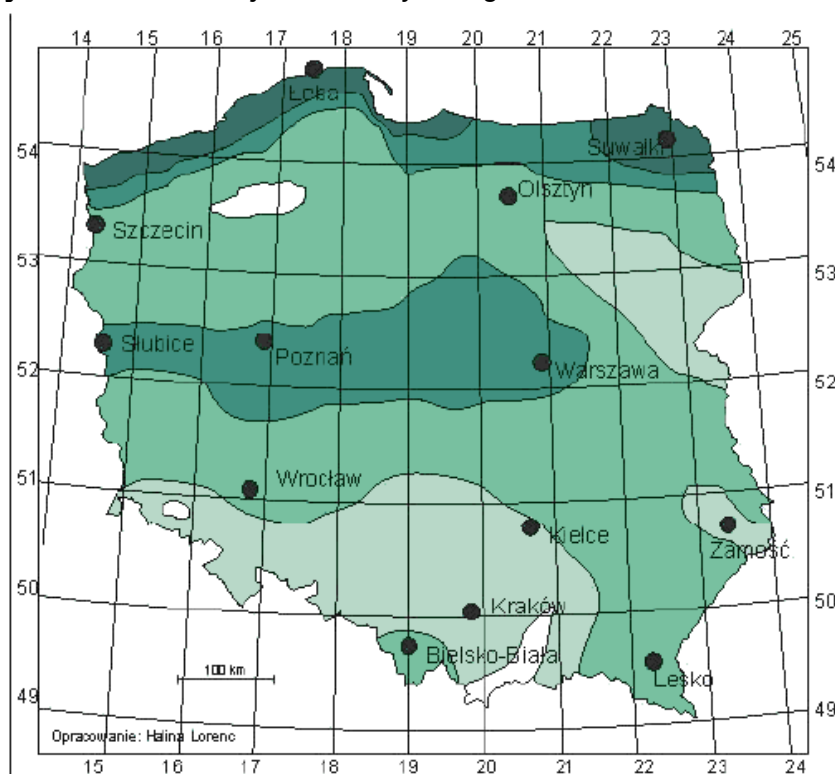 14 15 16 17 18 19 20 21 22 23 24 25
Łeba
54 Suwałki 54
Olsztyn
Szczecin
53 53
Słubice Poznań
52 Warszawa 52
Wrocław
51 51
Kielce Zamość
50 Kraków 50
Bielsko-Biała
100 km Lesko
49 49
Opracowanie: Halina Lorenc
15 16 17 18 19 20 21 22 23 24